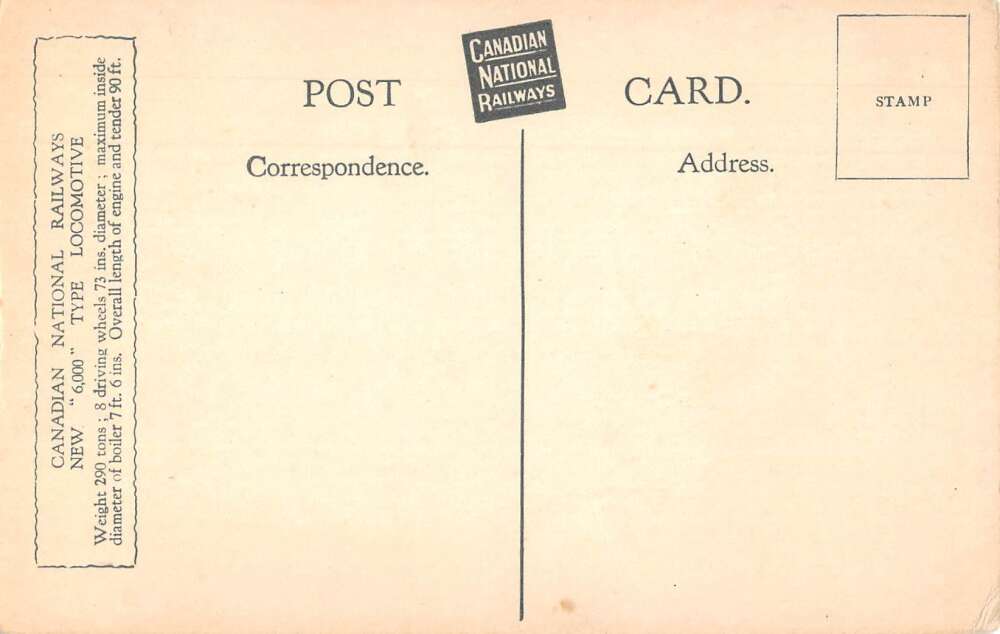 CANADIAN NATIONAL RAILWAYS
NEW "6,000" TYPE LOCOMOTIVE
Weight 290 tons; 8 driving wheels 73 ins. diameter; maximum inside
diameter of boiler 7 ft. 6 ins. Overall length of engine and tender 90 ft.
POST
CANADIAN
NATIONAL
RAILWAYS
CARD.
STAMP
Correspondence.
Address.